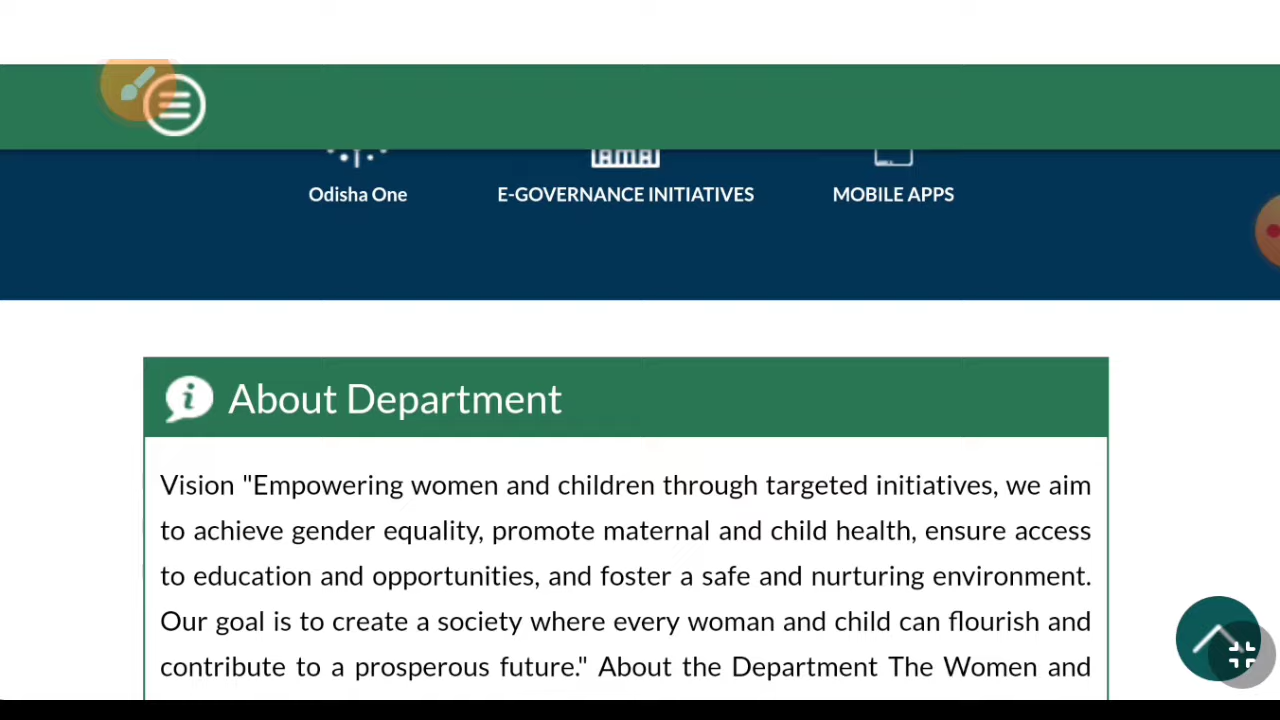 Odisha One
E-GOVERNANCE INITIATIVES
MOBILE APPS
About Department
Vision "Empowering women and children through targeted initiatives, we aim
to achieve gender equality, promote maternal and child health, ensure access
to education and opportunities, and foster a safe and nurturing environment.
Our goal is to create a society where every woman and child can flourish and
contribute to a prosperous future." About the Department The Women and